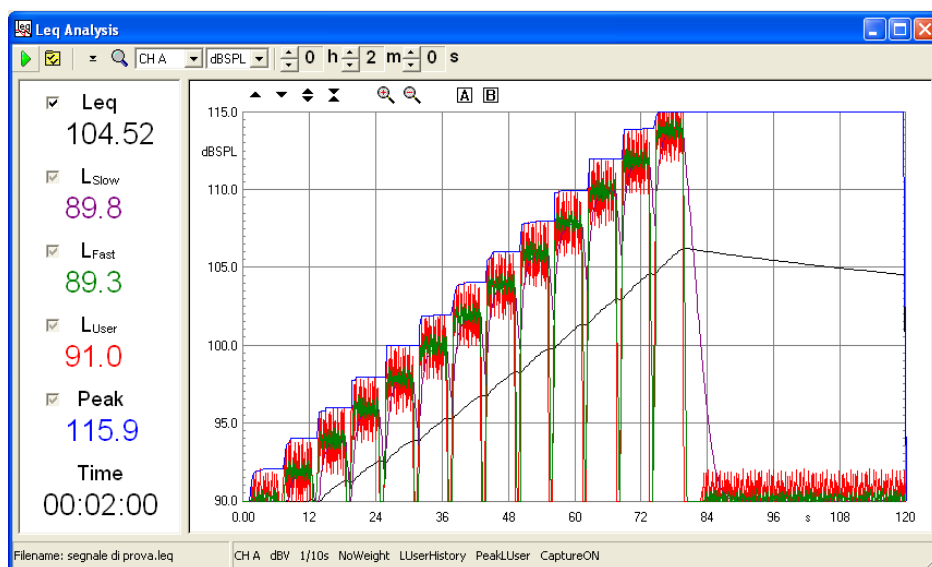 Leq Leq Analysis
CH A dBSPL 0 h 2 m 0 s
Leq
104.52
LSlow
89.8
LFast
89.3
LUser
91.0
Peak
115.9
Time
00:02:00
A B
115.0
dBSPL
110.0
105.0
100.0
95.0
90.0
0.00 12 24 36 48 60 72 84 96 s 108 120
Filename: segnale di prova.leq
CH A dBV 1/10s NoWeight LUserHistory PeakLUser CaptureON